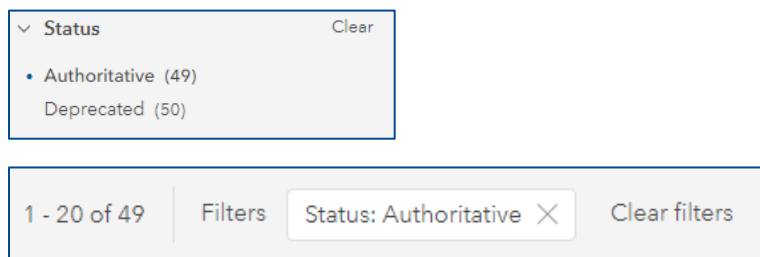 Status Clear
Authoritative (49)
Deprecated (50)
1 - 20 of 49 Filters Status: Authoritative Clear filters